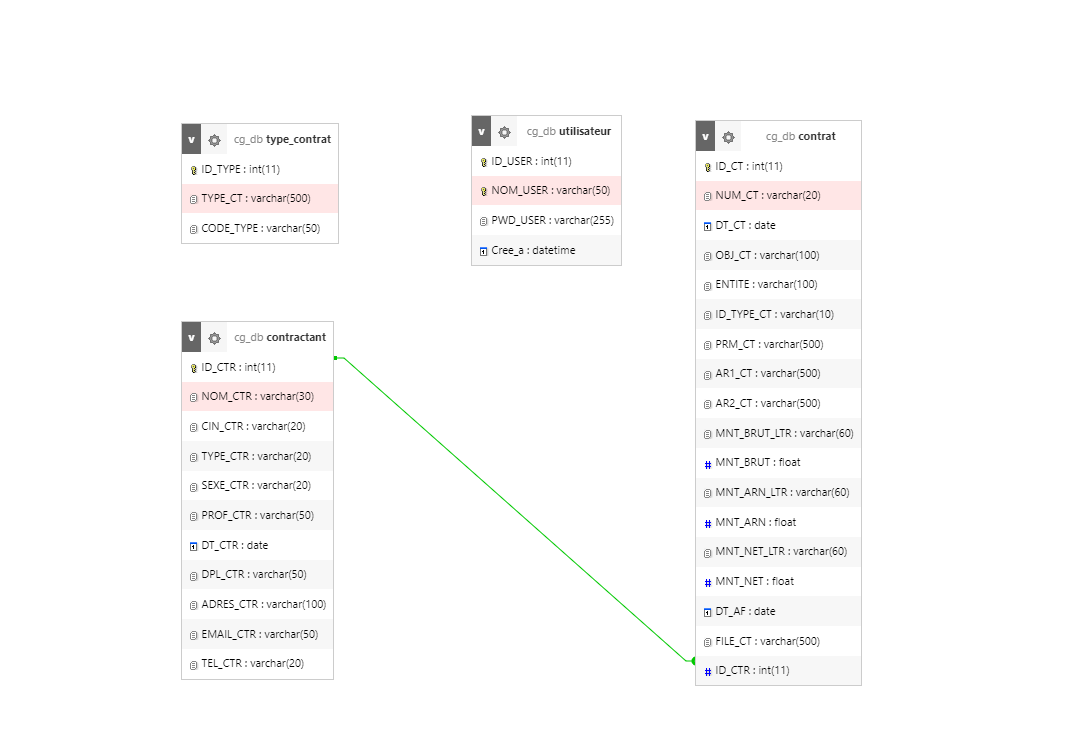 v cg_db type_contrat
ID_TYPE : int(11)
TYPE_CT : varchar(500)
CODE_TYPE : varchar(50)
v cg_db utilisateur
ID_USER : int(11)
NOM_USER : varchar(50)
PWD_USER : varchar(255)
Cree_a : datetime
v cg_db contrat
ID_CT : int(11)
NUM_CT : varchar(20)
DT_CT : date
OBJ_CT : varchar(100)
ENTITE : varchar(100)
ID_TYPE_CT : varchar(10)
PRM_CT : varchar(500)
AR1_CT : varchar(500)
AR2_CT : varchar(500)
MNT_BRUT_LTR : varchar(60)
# MNT_BRUT : float
MNT_ARN_LTR : varchar(60)
# MNT_ARN : float
MNT_NET_LTR : varchar(60)
# MNT_NET : float
DT_AF : date
FILE_CT : varchar(500)
# ID_CTR : int(11)
v cg_db contractant
ID_CTR : int(11)
NOM_CTR : varchar(30)
CIN_CTR : varchar(20)
TYPE_CTR : varchar(20)
SEXE_CTR : varchar(20)
PROF_CTR : varchar(50)
DT_CTR : date
DPL_CTR : varchar(50)
ADRES_CTR : varchar(100)
EMAIL_CTR : varchar(50)
TEL_CTR : varchar(20)